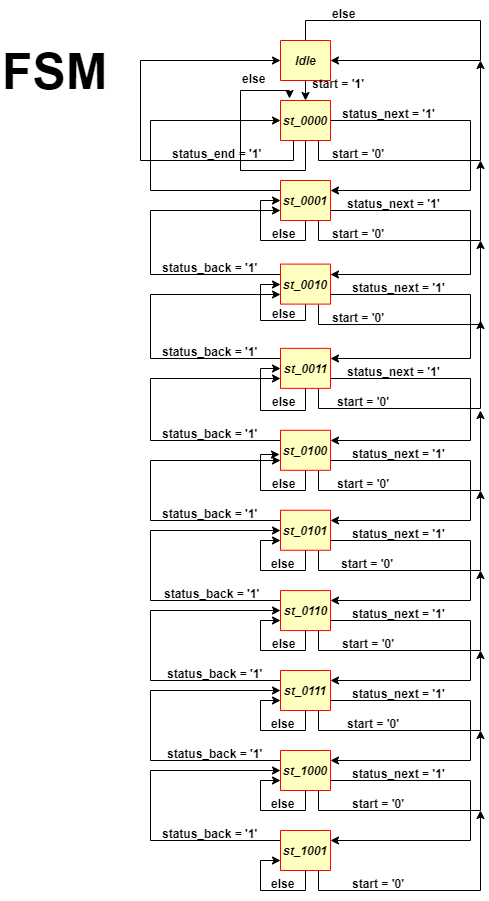 else
FSM
Idle
else
start = '1'
status_next = '1'
st_0000
status_end = '1'
start = '0'
st_0001
status_next = '1'
else
start = '0'
status_back = '1'
st_0010
status_next = '1'
else
start = '0'
status_back = '1'
st_0011
status_next = '1'
else
start = '0'
status_back = '1'
st_0100
status_next = '1'
else
start = '0'
status_back = '1'
st_0101
status_next = '1'
else
start = '0'
status_back = '1'
st_0110
status_next = '1'
else
start = '0'
status_back = '1'
st_0111
status_next = '1'
else
start = '0'
status_back = '1'
st_1000
status_next = '1'
else
start = '0'
status_back = '1'
st_1001
else
start = '0'